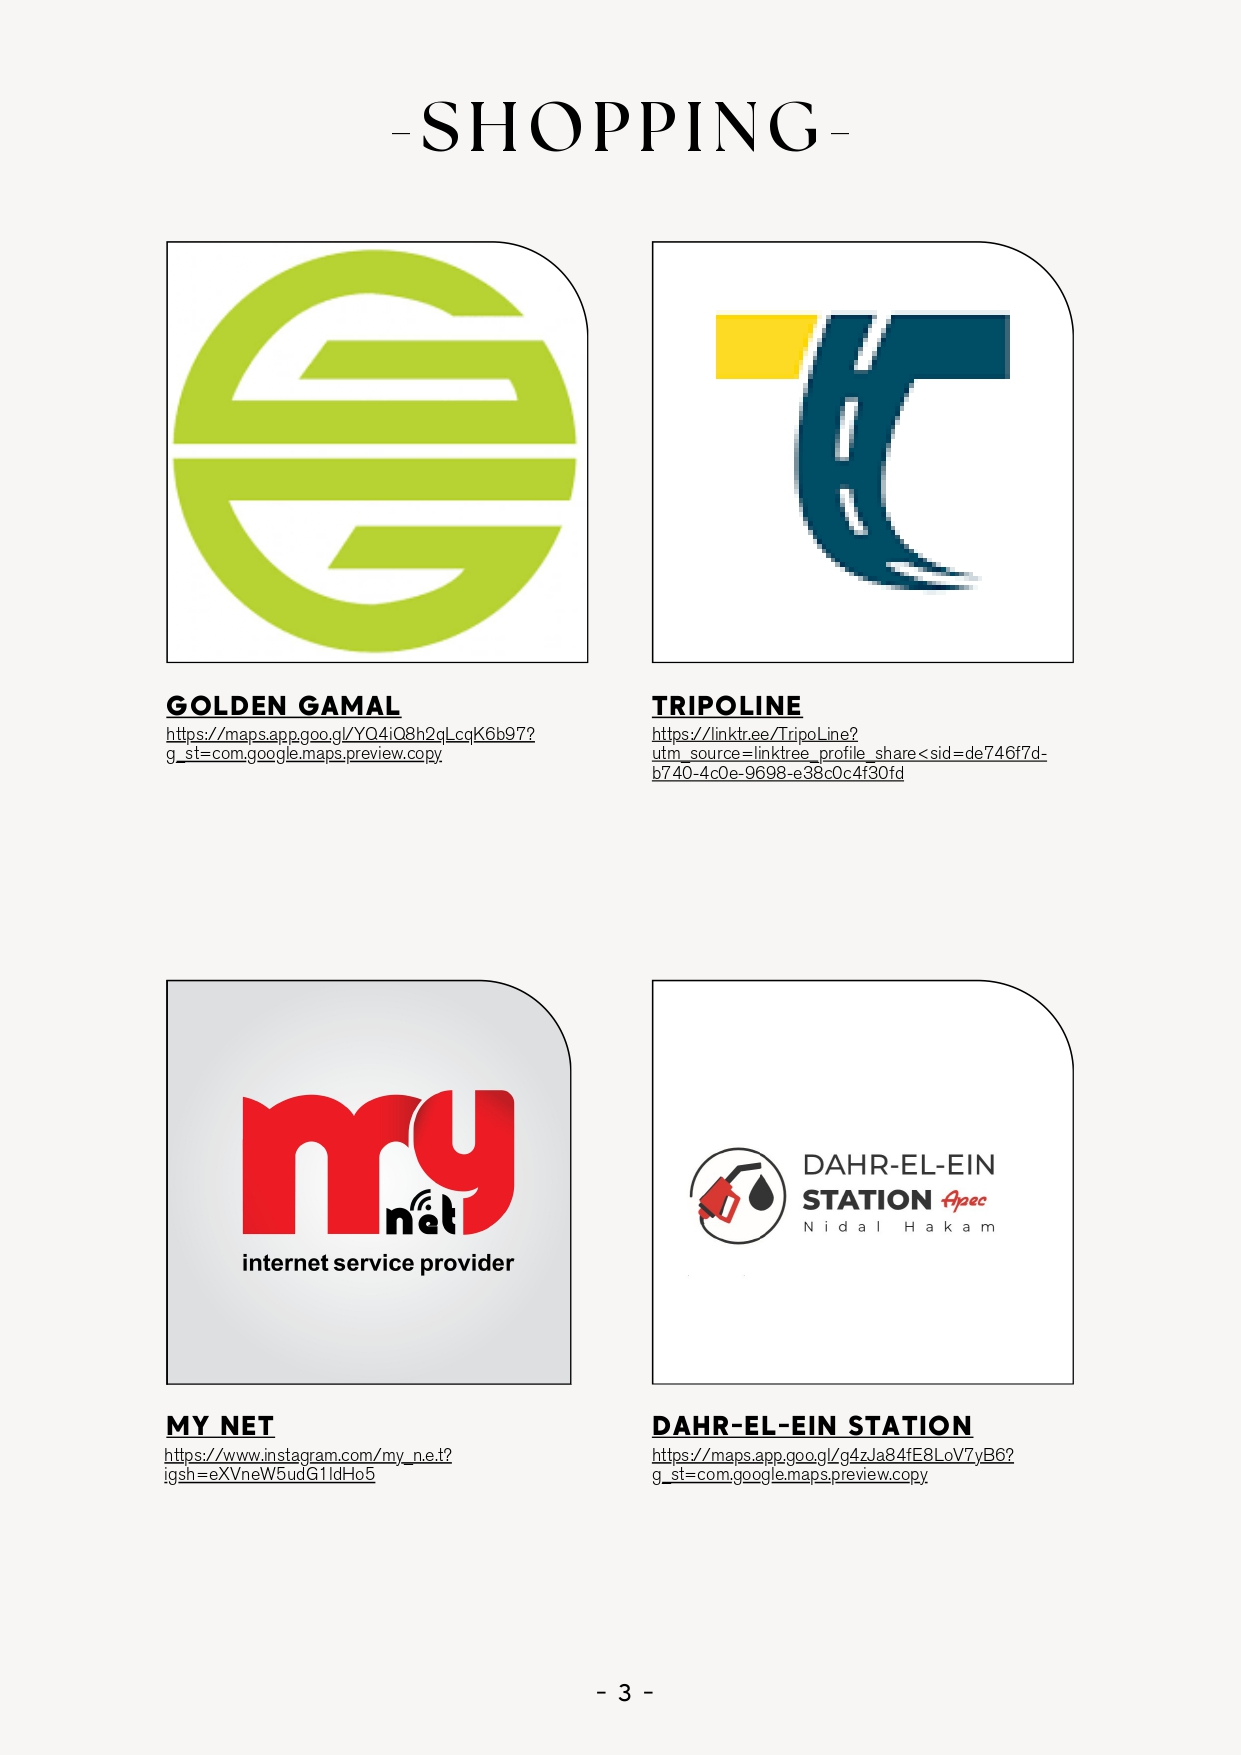 -SHOPPING-
GOLDEN GAMAL
https://maps.app.goo.gl/YQ4iQ8h2qLcqK6b97?
g_st=com.google.maps.preview.copy
TRIPOLINE
https://linktr.ee/TripoLine?
utm_source=linktree_profile_share<sid=de746f7d-
b740-4c0e-9698-e38c0c4f30fd
my
net
internet service provider
DAHR-EL-EIN
STATION Apec
Nidal Hakam
MY NET
https://www.instagram.com/my_n.e.t?
igsh=eXVneW5udG1ldHo5
DAHR-EL-EIN STATION
https://maps.app.goo.gl/g4zJa84fE8LoV7yB6?
g_st=com.google.maps.preview.copy
- 3 -